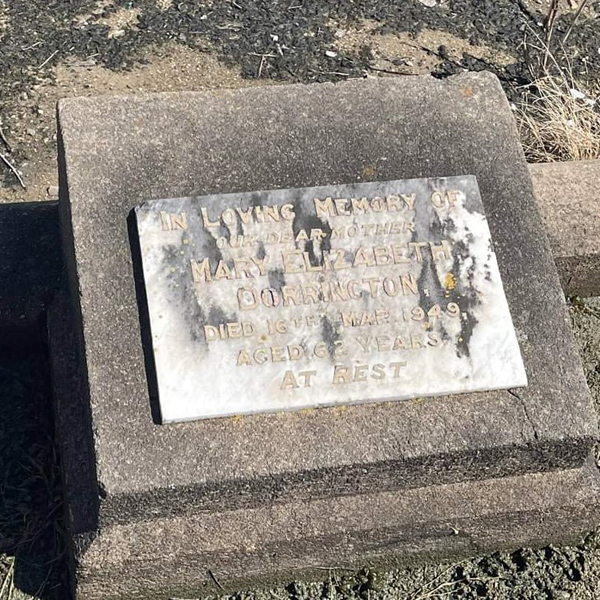 IN LOVING MEMORY OF
OUR DEAR MOTHER
MARY ELIZABETH
DORRINGTON,
DIED 16TH MAR. 1949,
AGED 62 YEARS.
AT REST